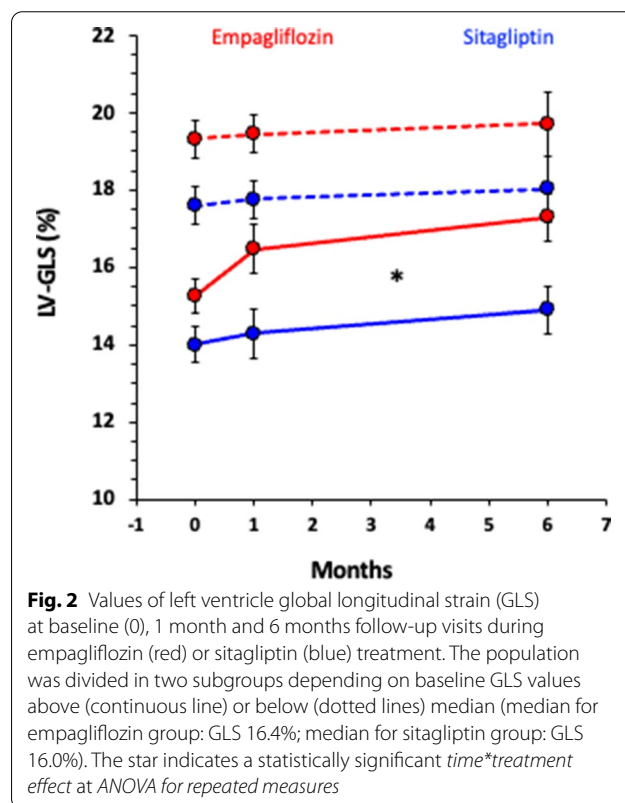 22
Empagliflozin Sitagliptin
20
18
16
14
12
10
LV-GLS (%)
*
-1 0 1 2 3 4 5 6 7
Months
Fig. 2 Values of left ventricle global longitudinal strain (GLS)
at baseline (0), 1 month and 6 months follow-up visits during
empagliflozin (red) or sitagliptin (blue) treatment. The population
was divided in two subgroups depending on baseline GLS values
above (continuous line) or below (dotted lines) median (median for
empagliflozin group: GLS 16.4%; median for sitagliptin group: GLS
16.0%). The star indicates a statistically significant time*treatment
effect at ANOVA for repeated measures